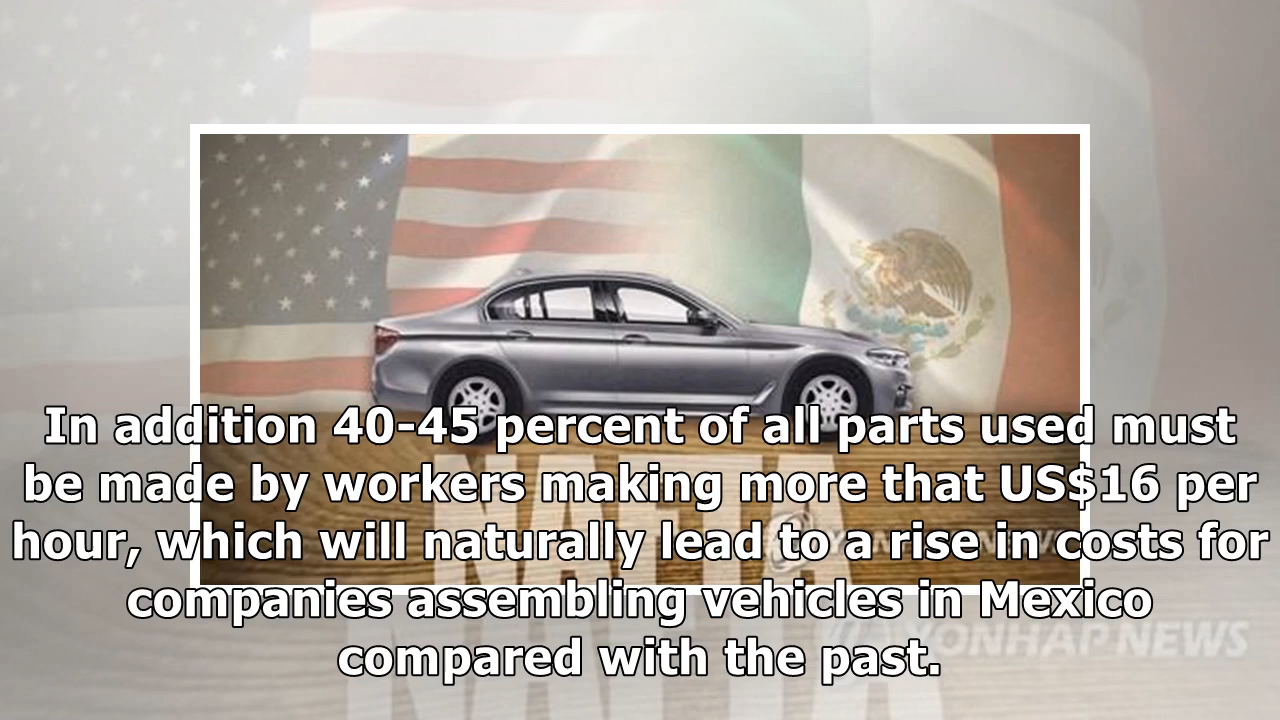 In addition 40-45 percent of all parts used must
be made by workers making more that US$16 per
hour, which will naturally lead to a rise in costs for
companies assembling vehicles in Mexico
compared with the past.
NAFTA
YONHAP NEWS